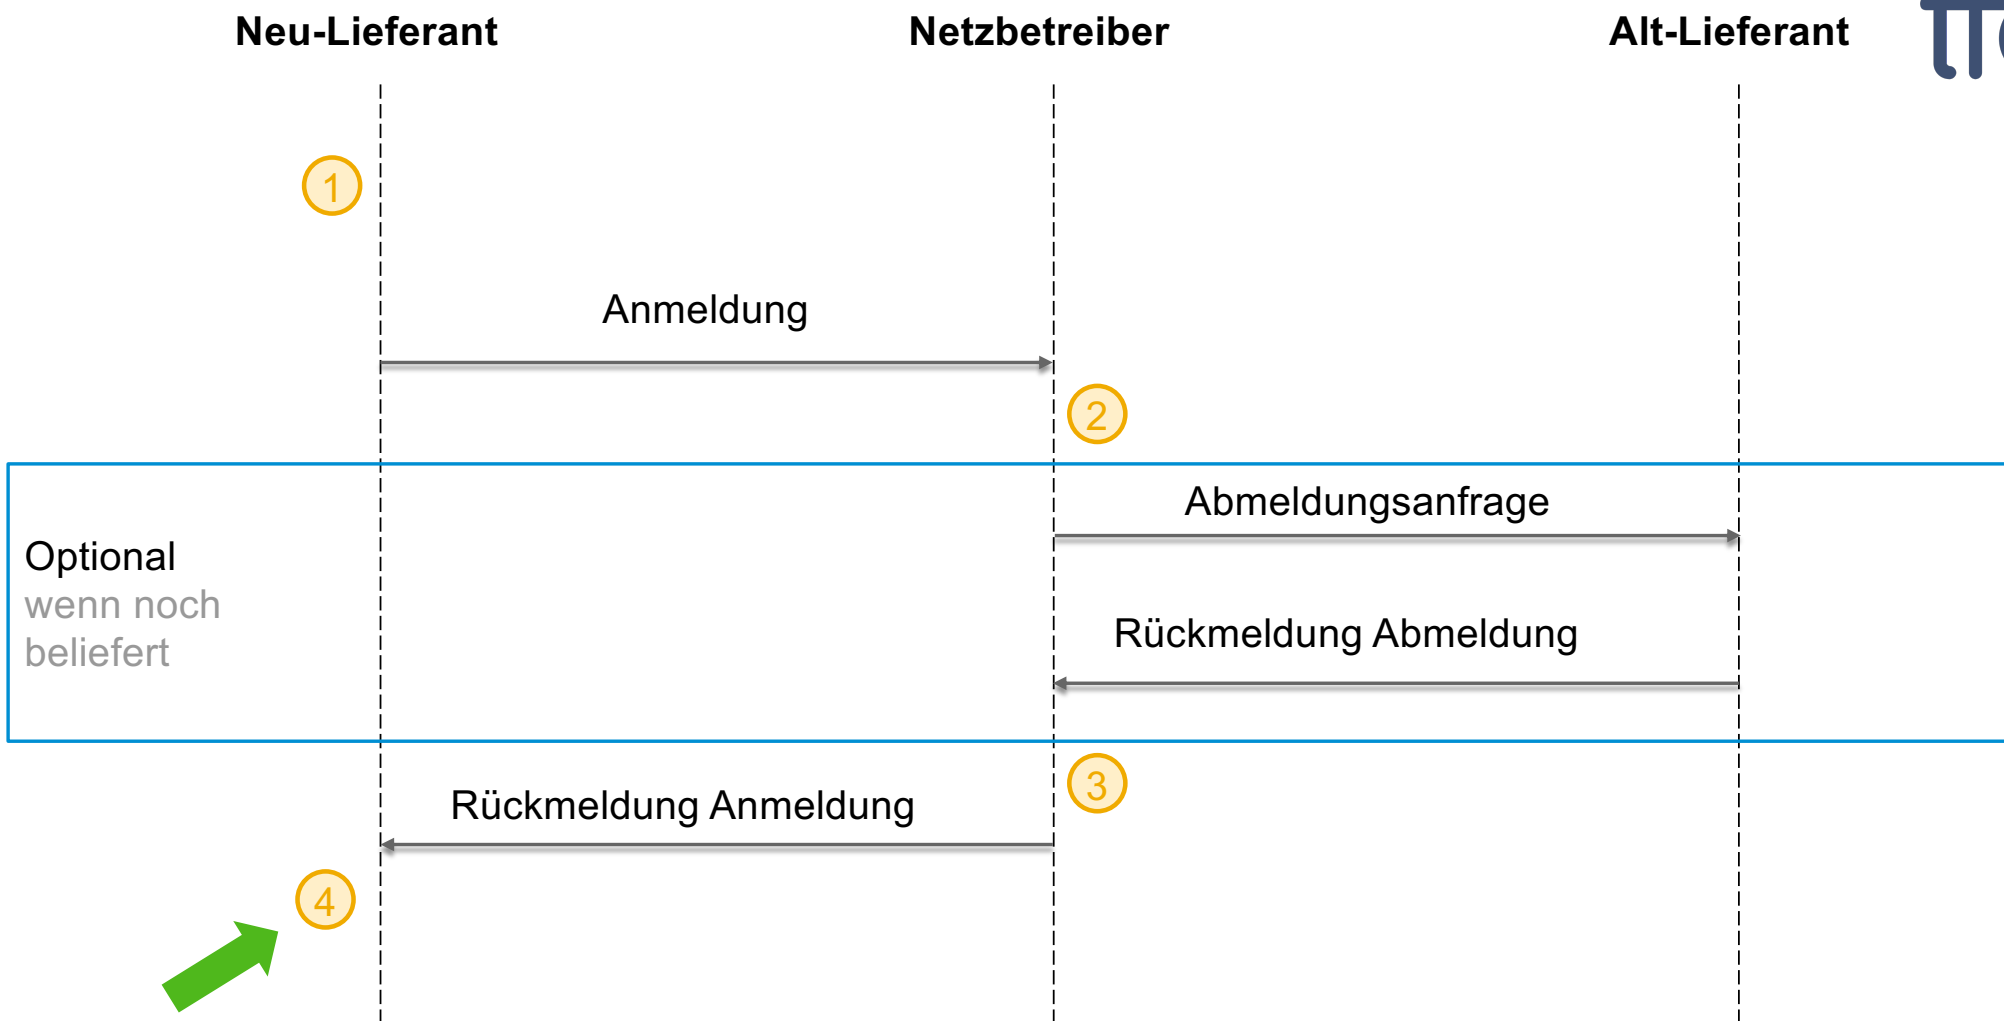 Neu-Lieferant
Netzbetreiber
Alt-Lieferant
1
Anmeldung
2
Abmeldungsanfrage
Optional
wenn noch
beliefert
Rückmeldung Abmeldung
3
Rückmeldung Anmeldung
4